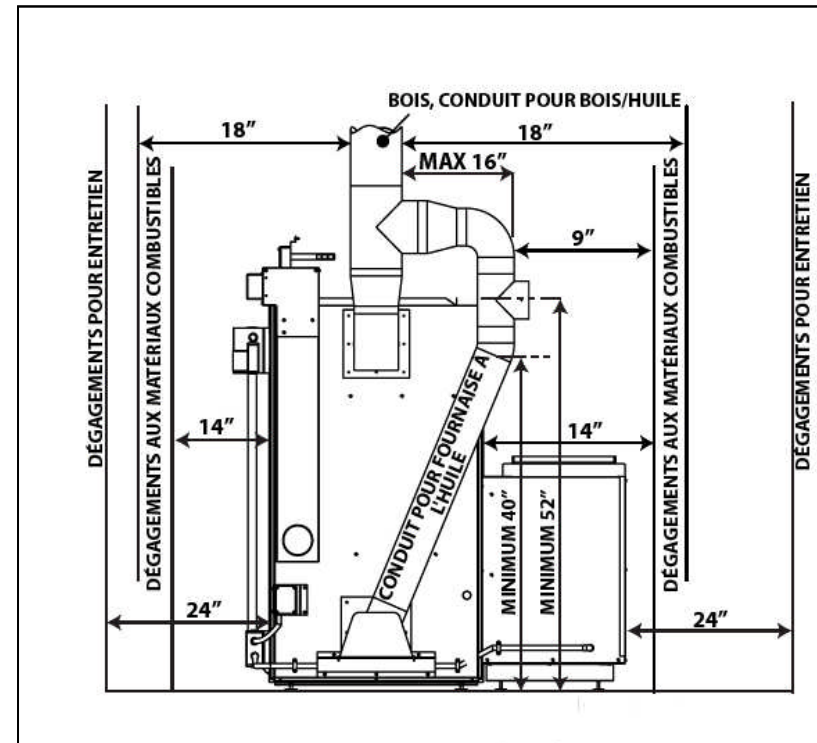 BOIS, CONDUIT POUR BOIS/HUILE
18”
18”
MAX 16”
9”
DÉGAGEMENTS POUR ENTRETIEN
DÉGAGEMENTS AUX MATÉRIAUX COMBUSTIBLES
DÉGAGEMENTS AUX MATÉRIAUX COMBUSTIBLES
DÉGAGEMENTS POUR ENTRETIEN
CONDUIT POUR FOURNAISE À
L'HUILE
14”
14”
MINIMUM 40”
MINIMUM 52”
24”
24”